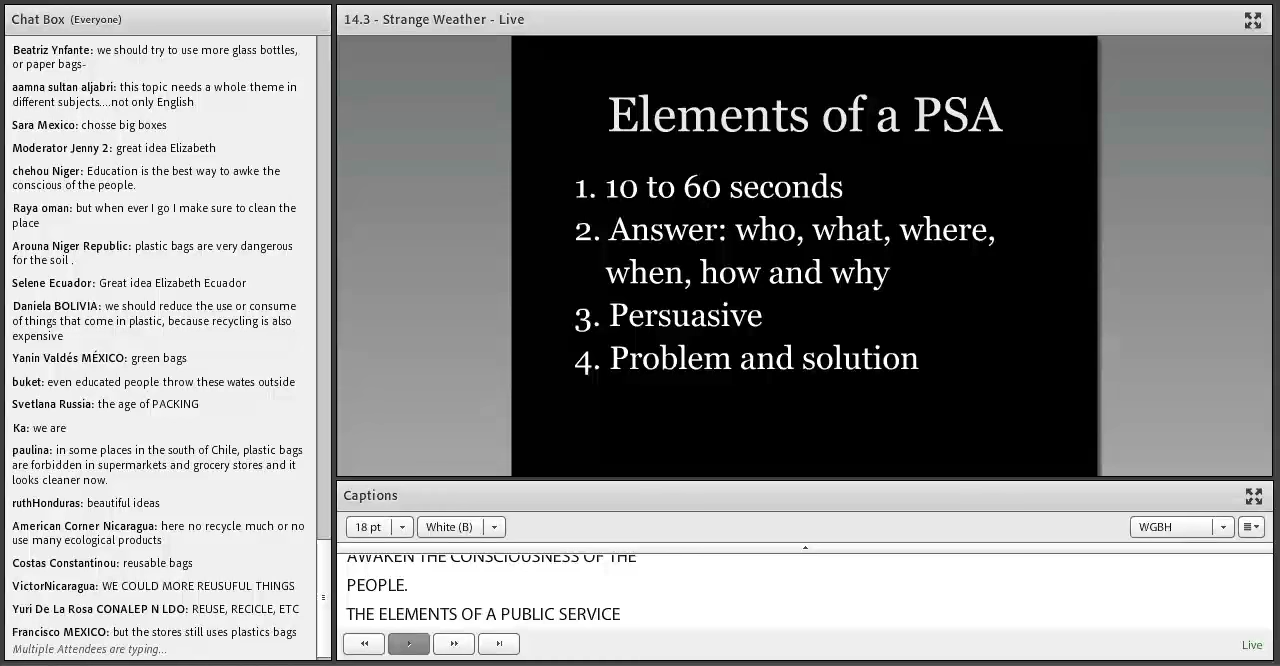 Chat Box (Everyone)
Beatriz Ynfante: we should try to use more glass bottles,
or paper bags-
aamna sultan aljabri: this topic needs a whole theme in
different subjects....not only English
Sara Mexico: chosse big boxes
Moderator Jenny 2: great idea Elizabeth
chehou Niger: Education is the best way to awke the
conscious of the people.
Raya oman: but when ever I go I make sure to clean the
place
Arouna Niger Republic: plastic bags are very dangerous
for the soil .
Selene Ecuador: Great idea Elizabeth Ecuador
Daniela BOLIVIA: we should reduce the use or consume
of things that come in plastic, because recycling is also
expensive
Yanin Valdés MÉXICO: green bags
buket: even educated people throw these wates outside
Svetlana Russia: the age of PACKING
Ka: we are
paulina: in some places in the south of Chile, plastic bags
are forbidden in supermarkets and grocery stores and it
looks cleaner now.
ruthHonduras: beautiful ideas
American Corner Nicaragua: here no recycle much or no
use many ecological products
Costas Constantinou: reusable bags
VictorNicaragua: WE COULD MORE REUSUFUL THINGS
Yuri De La Rosa CONALEP N LDO: REUSE, RECICLE, ETC
Francisco MEXICO: but the stores still uses plastics bags
Multiple Attendees are typing...
14.3 - Strange Weather - Live
Elements of a PSA
1. 10 to 60 seconds
2. Answer: who, what, where,
when, how and why
3. Persuasive
4. Problem and solution
Captions
18 pt White (B) WGBH
AWAKEN THE CONSCIOUSNESS OF THE
PEOPLE.
THE ELEMENTS OF A PUBLIC SERVICE
Live